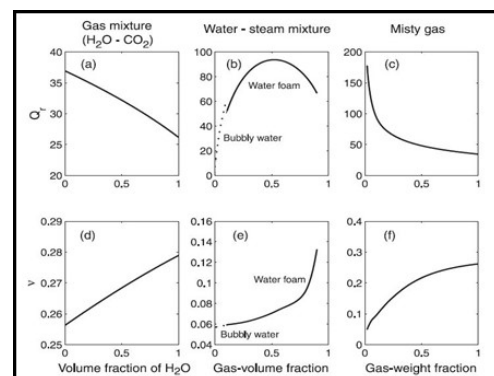 Gas mixture
(H₂O - CO₂)
Water - steam mixture
Misty gas
(a)
(b)
(c)
Qr
40
35
30
25
20
0
0.5
1
100
80
60
40
20
0
0
0.5
1
Water foam
Bubbly water
200
150
100
50
0
0
0.5
1
(d)
(e)
(f)
ν
0.29
0.28
0.27
0.26
0.25
0
0.5
1
Volume fraction of H₂O
0.16
0.14
0.12
0.1
0.08
0.06
0.04
0
0.5
1
Water foam
Bubbly water
Gas-volume fraction
0.4
0.3
0.2
0.1
0
0
0.5
1
Gas-weight fraction